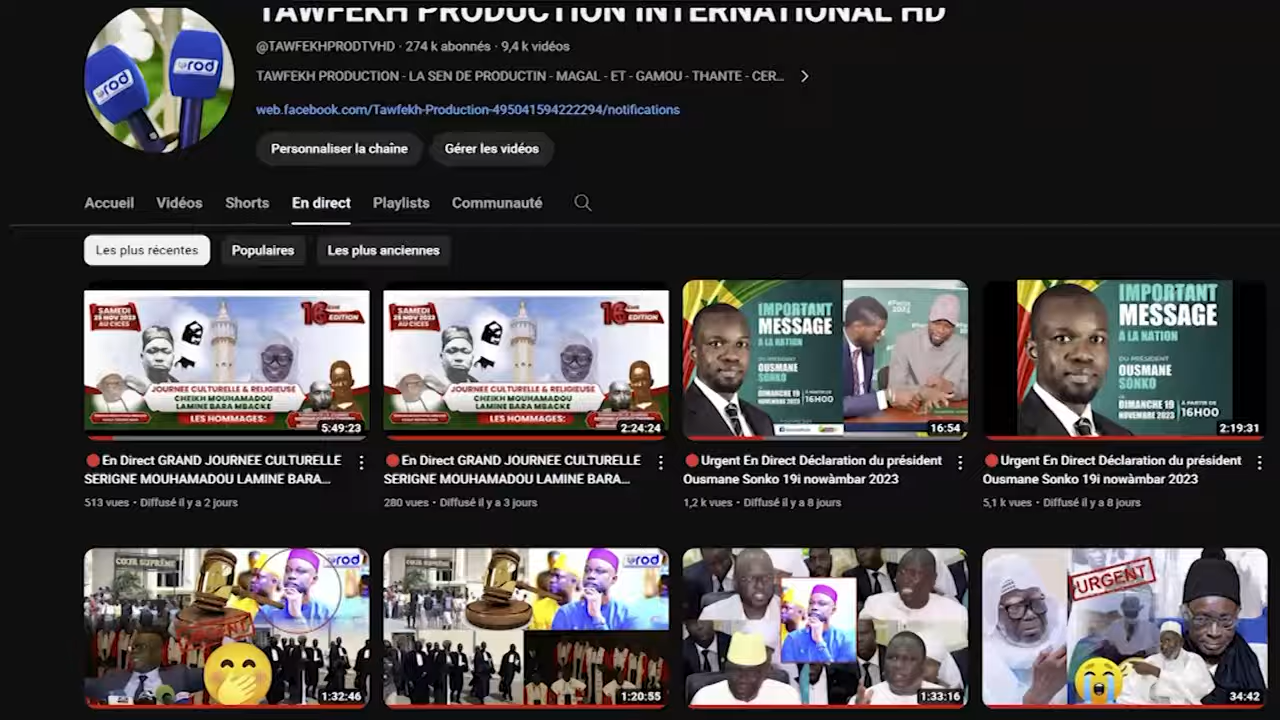 TAWFEKH PRODUCTION INTERNATIONAL HD
@TAWFEKHPRODTVHD · 274 k abonnés · 9,4 k vidéos
TAWFEKH PRODUCTION - LA SEN DE PRODUCTIN - MAGAL - ET - GAMOU - THANTE - CER...
web.facebook.com/Tawfekh-Production-495041594222294/notifications
Personnaliser la chaîne Gérer les vidéos
Accueil Vidéos Shorts En direct Playlists Communauté
Les plus récentes Populaires Les plus anciennes
SAMEDI
25 NOV 2023
AU CICES
16
EDITION
JOURNEE CULTURELLE & RELIGIEUSE
CHEIKH MOUHAMADOU
LAMINE BARA MBACKE
LES HOMMAGES:
5:49:23
SAMEDI
25 NOV 2023
AU CICES
16
EDITION
JOURNEE CULTURELLE & RELIGIEUSE
CHEIKH MOUHAMADOU
LAMINE BARA MBACKE
LES HOMMAGES:
2:24:24
IMPORTANT
MESSAGE
A LA NATION
DU PRÉSIDENT
OUSMANE
SONKO
DIMANCHE 19
NOVEMBRE 2023
À PARTIR DE
16H00
16:54
IMPORTANT
MESSAGE
A LA NATION
DU PRÉSIDENT
OUSMANE
SONKO
DIMANCHE 19
NOVEMBRE 2023
À PARTIR DE
16H00
2:19:31
En Direct GRAND JOURNEE CULTURELLE
SERIGNE MOUHAMADOU LAMINE BARA...
513 vues · Diffusé il y a 2 jours
En Direct GRAND JOURNEE CULTURELLE
SERIGNE MOUHAMADOU LAMINE BARA...
280 vues · Diffusé il y a 3 jours
Urgent En Direct Déclaration du président
Ousmane Sonko 19i nowàmbar 2023
1,2 k vues · Diffusé il y a 8 jours
Urgent En Direct Déclaration du président
Ousmane Sonko 19i nowàmbar 2023
5,1 k vues · Diffusé il y a 8 jours
COUR SUPRÊME
rod
URGENT
1:32:46
COUR SUPRÊME
rod
1:20:55
1:33:16
URGENT
34:42